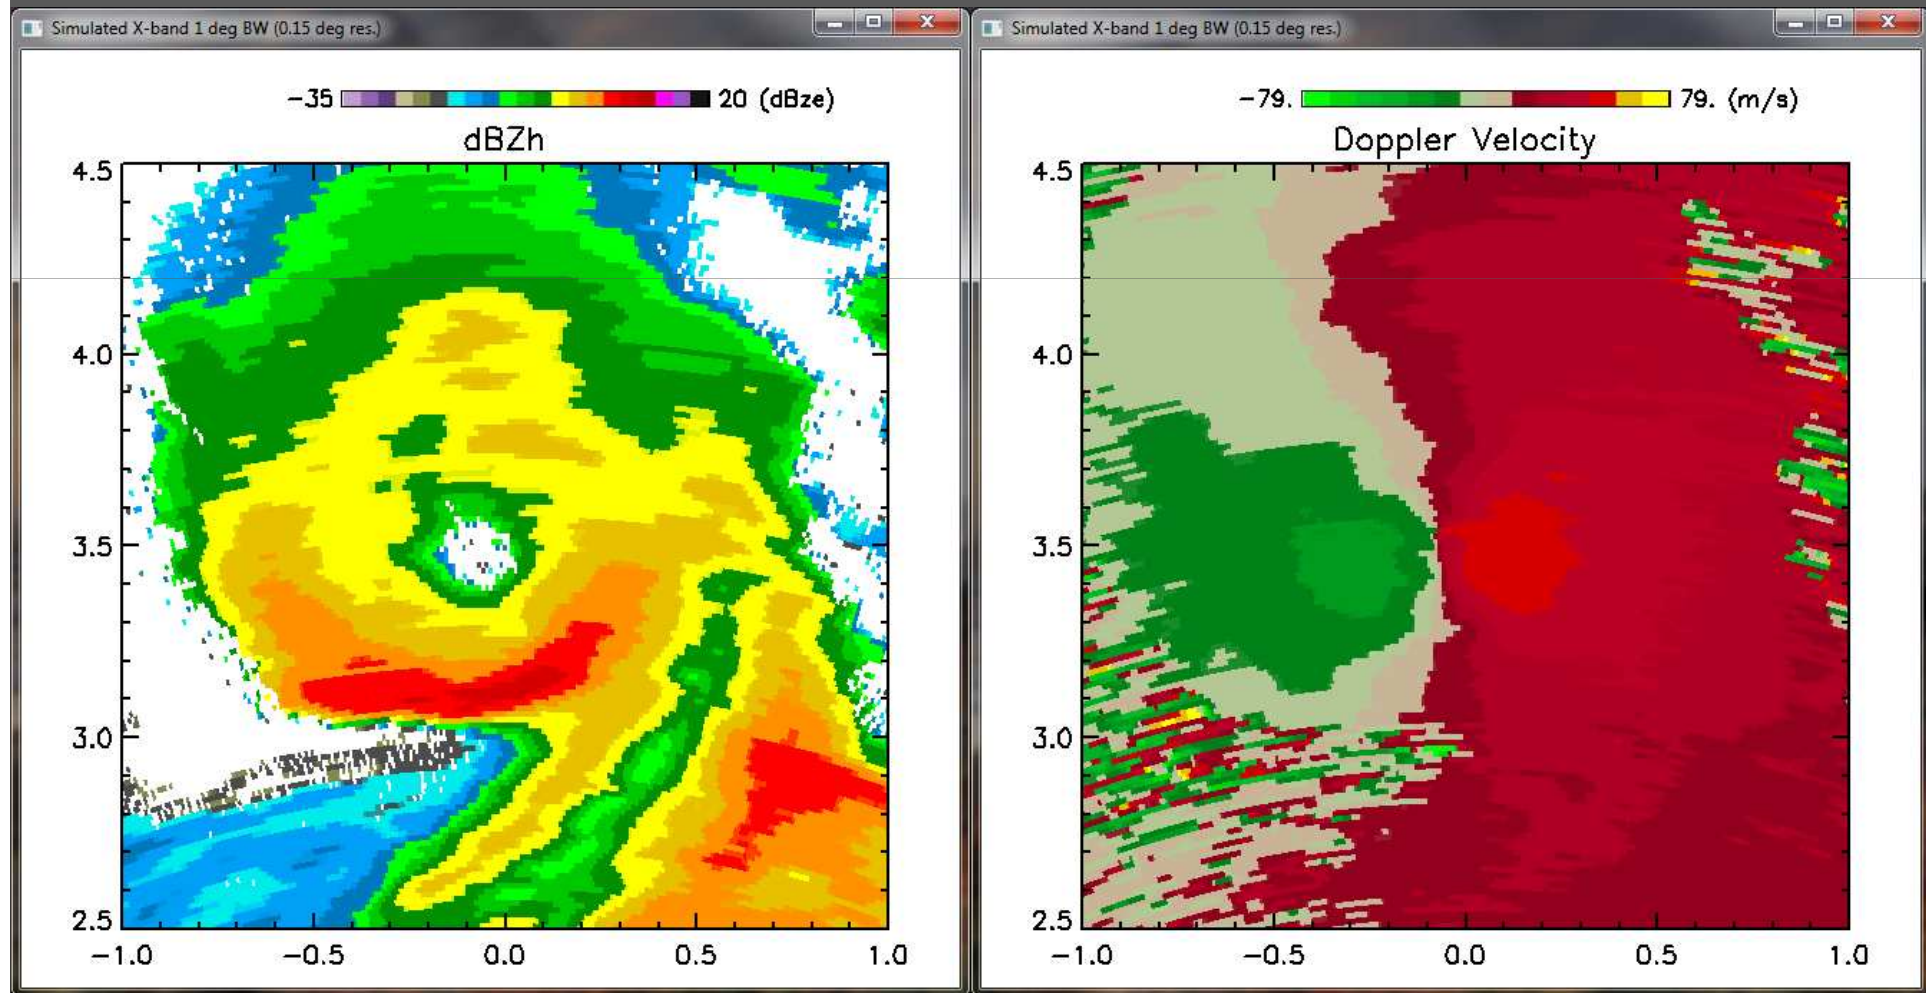 Simulated X-band 1 deg BW (0.15 deg res.)
−35 20 (dBze)
dBZh
4.5
4.0
3.5
3.0
2.5
−1.0 −0.5 0.0 0.5 1.0
Simulated X-band 1 deg BW (0.15 deg res.)
−79. 79. (m/s)
Doppler Velocity
4.5
4.0
3.5
3.0
2.5
−1.0 −0.5 0.0 0.5 1.0